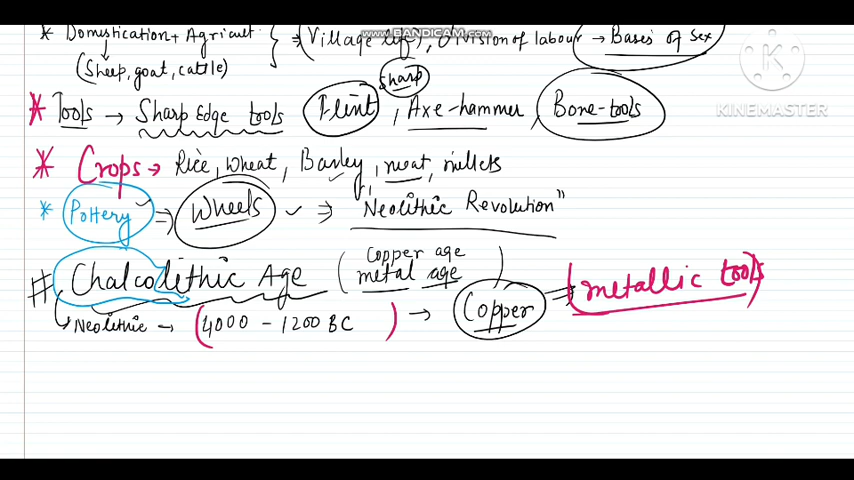 www.BANDICAM.com
* Domestication + Agricult. } ⇒ (Village life), division of labour → Bases of Sex
(Sheep, goat, cattle)
sharp
* Tools → Sharp Edge tools Flint, Axe-hammer, Bone-tools
* Crops → Rice, wheat, Barley, meat, millets
* Pottery ⇒ Wheels ✓ ⇒ "Neolithic Revolution"
# Chalcolithic Age (Copper age
metal age)
Neolithic → (4000 - 1200 BC) → Copper ⇒ (metallic tools)
KINEMASTER